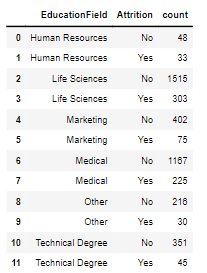 EducationField Attrition count
0 Human Resources No 48
1 Human Resources Yes 33
2 Life Sciences No 1515
3 Life Sciences Yes 303
4 Marketing No 402
5 Marketing Yes 75
6 Medical No 1167
7 Medical Yes 225
8 Other No 216
9 Other Yes 30
10 Technical Degree No 351
11 Technical Degree Yes 45